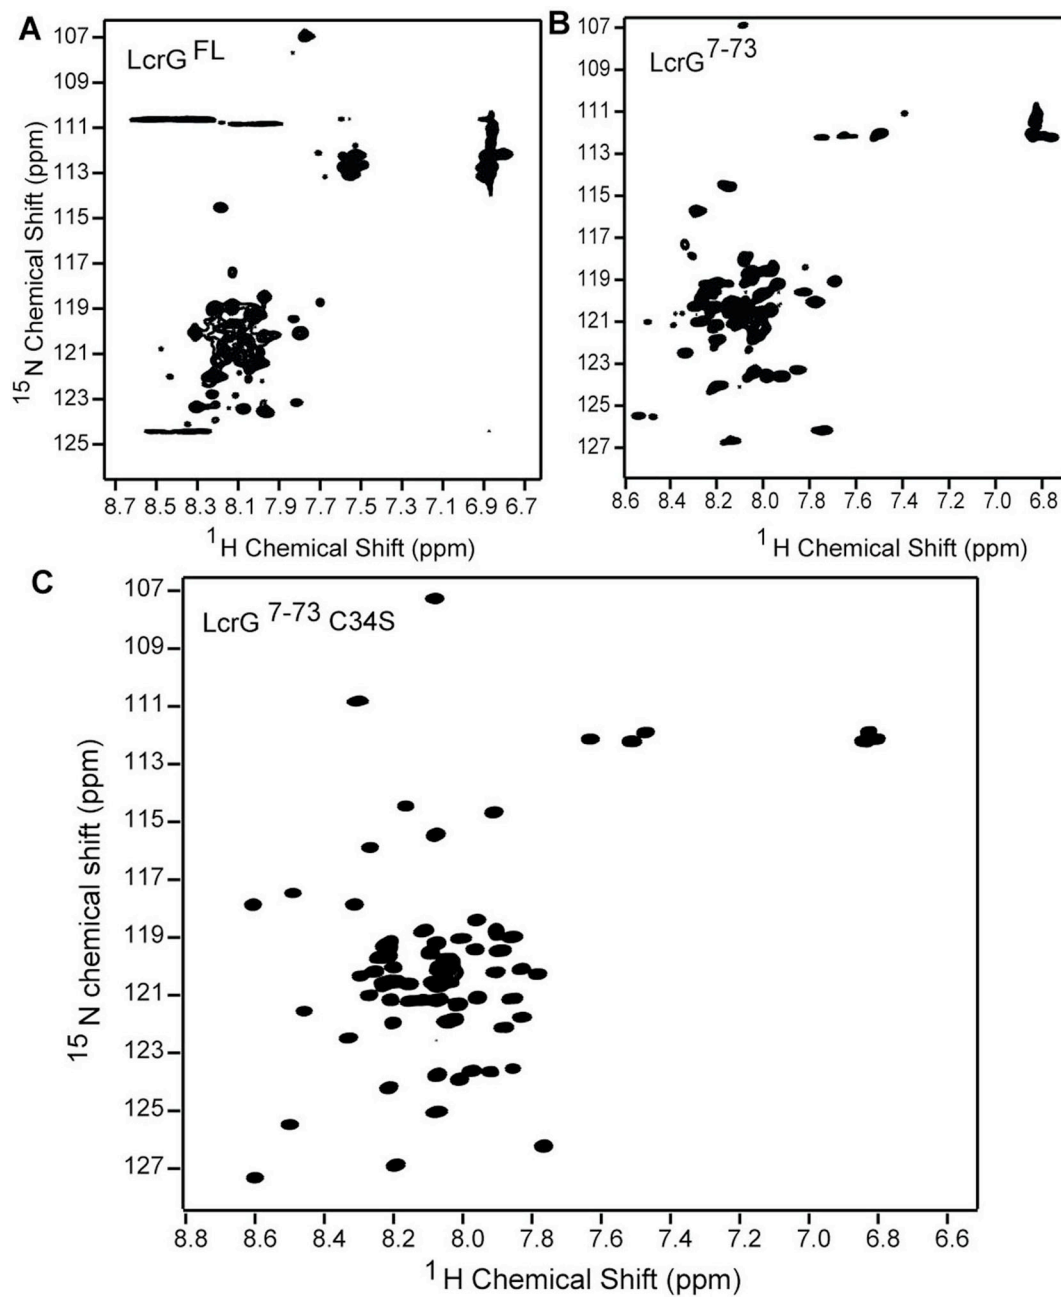 A
LcrG FL
107
109
111
113
115
117
119
121
123
125
15 N Chemical Shift (ppm)
8.7 8.5 8.3 8.1 7.9 7.7 7.5 7.3 7.1 6.9 6.7
1 H Chemical Shift (ppm)
B
LcrG 7-73
107
109
111
113
115
117
119
121
123
125
127
8.6 8.4 8.2 8.0 7.8 7.6 7.4 7.2 7.0 6.8
1 H Chemical Shift (ppm)
C
LcrG 7-73 C34S
107
109
111
113
115
117
119
121
123
125
127
15 N chemical shift (ppm)
8.8 8.6 8.4 8.2 8.0 7.8 7.6 7.4 7.2 7.0 6.8 6.6
1 H Chemical Shift (ppm)